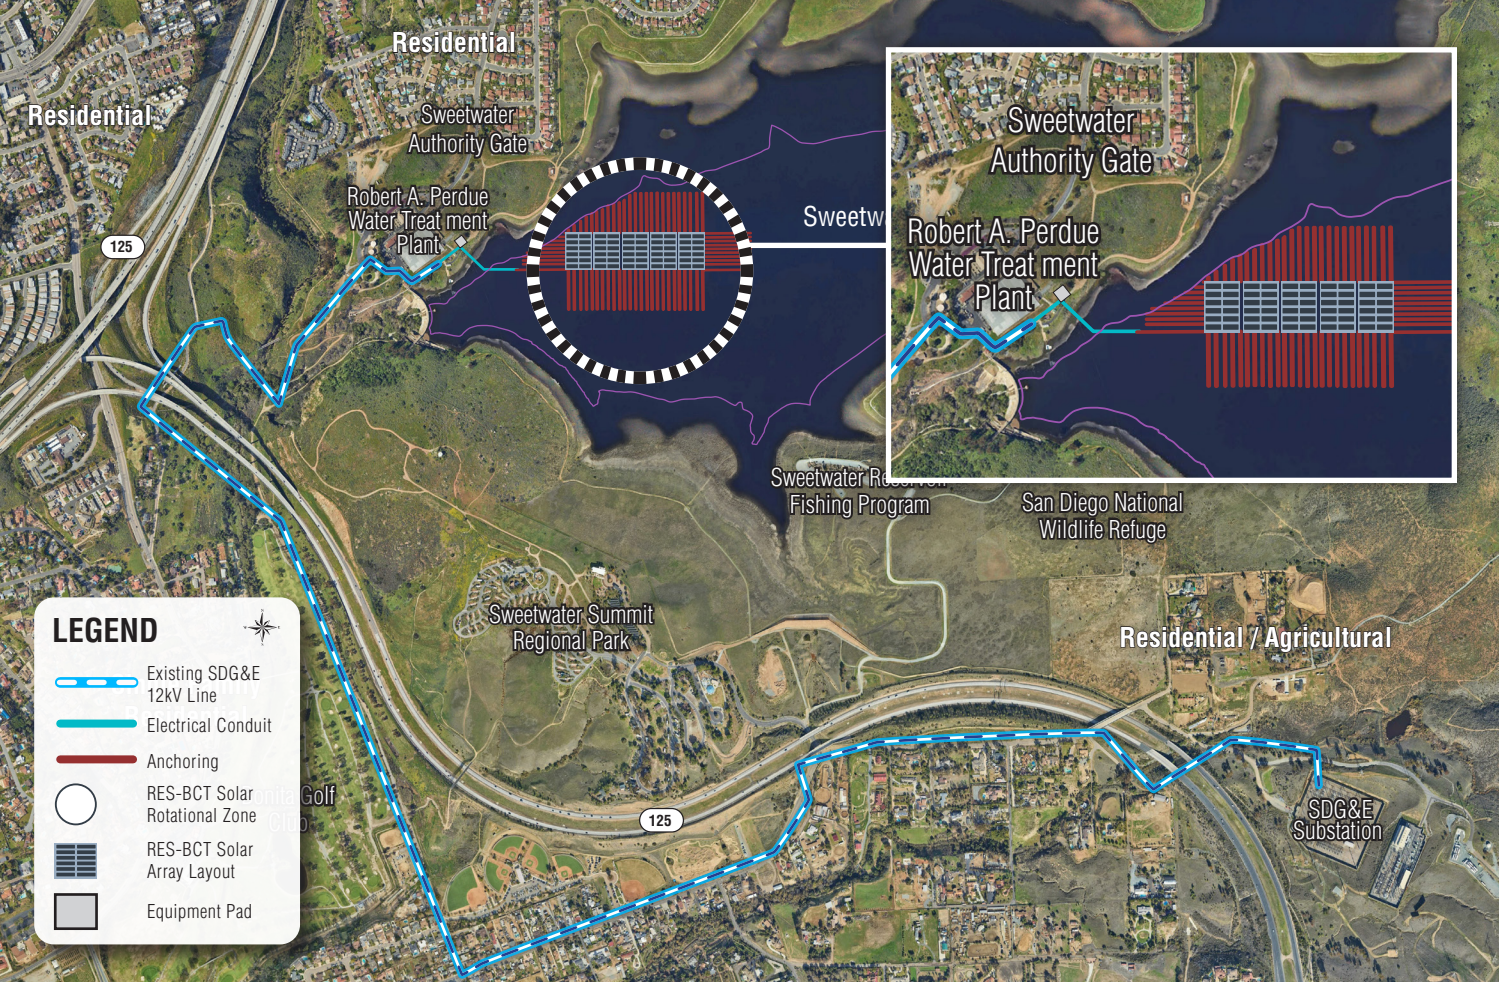 Residential
Residential
Sweetwater
Authority Gate
Robert A. Perdue
Water Treat ment
Plant
125
Sweetw
Sweetwater
Authority Gate
Robert A. Perdue
Water Treat ment
Plant
Sweetwater Reservoir
Fishing Program
San Diego National
Wildlife Refuge
Sweetwater Summit
Regional Park
Residential / Agricultural
125
SDG&E
Substation
LEGEND
Existing SDG&E
12kV Line
Electrical Conduit
Anchoring
RES-BCT Solar
Rotational Zone
RES-BCT Solar
Array Layout
Equipment Pad
Golf